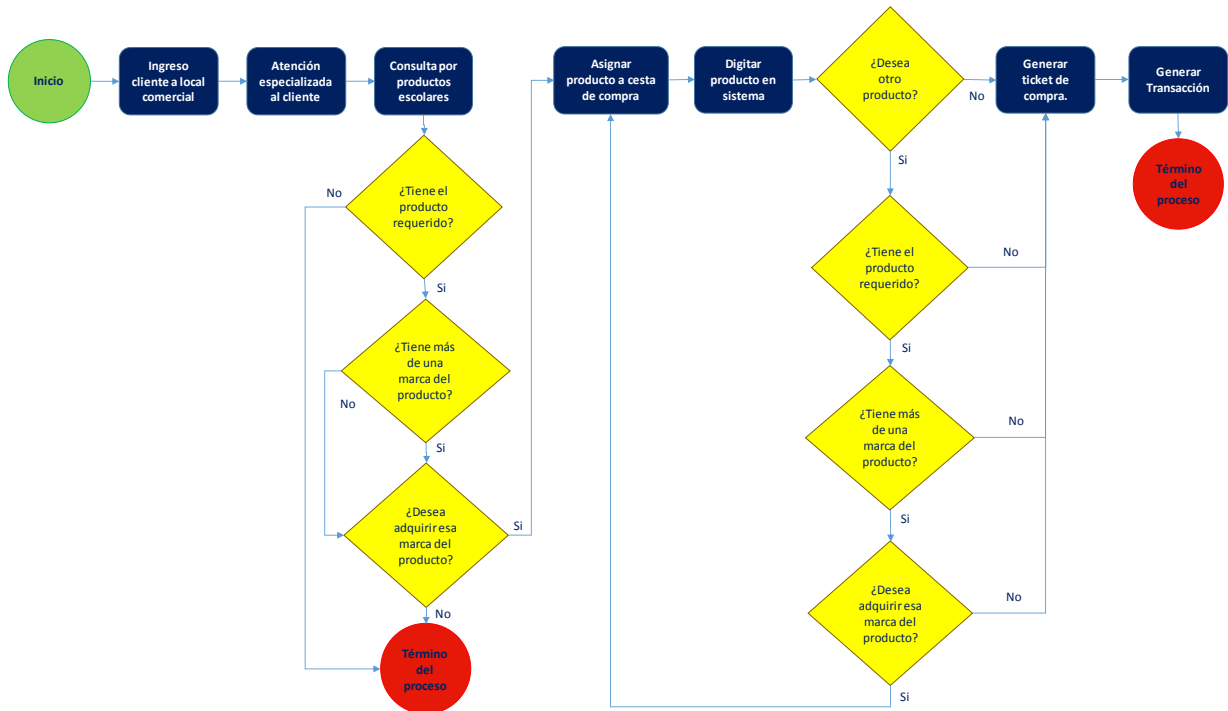 Inicio
Ingreso
cliente a local
comercial
Atención
especializada
al cliente
Consulta por
productos
escolares
Asignar
producto a cesta
de compra
Digitar
producto en
sistema
¿Desea
otro
producto?
No
Generar
ticket de
compra.
Generar
Transacción
Término
del
proceso
Si
No
¿Tiene el
producto
requerido?
Si
¿Tiene más
de una
marca del
producto?
No
Si
¿Desea
adquirir esa
marca del
producto?
Si
No
Término
del
proceso
¿Tiene el
producto
requerido?
No
Si
¿Tiene más
de una
marca del
producto?
No
Si
¿Desea
adquirir esa
marca del
producto?
No
Si